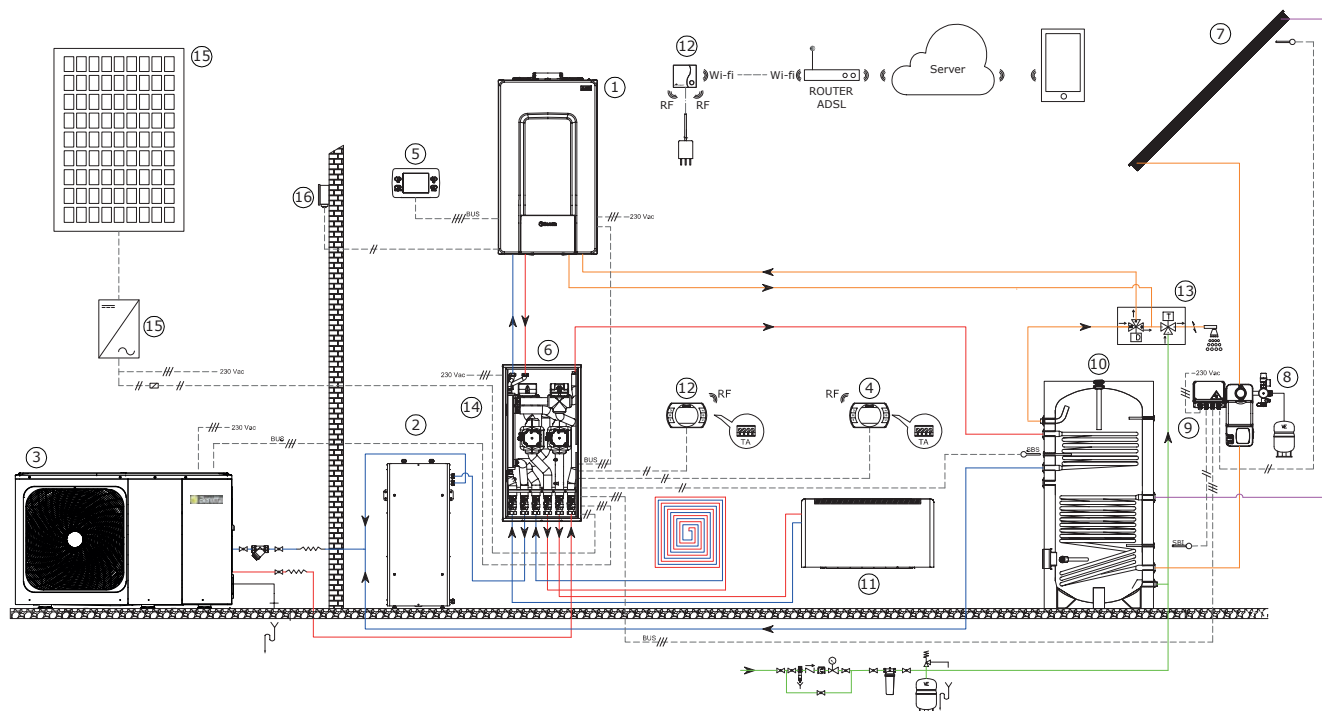 15
1
12
Wi-fi
Wi-fi
RF
RF
ROUTER
ADSL
Server
7
5
BUS
230 Vac
16
13
T
D
15
230 Vac
6
230 Vac
14
2
12
RF
TA
4
RF
TA
10
230 Vac
8
9
3
230 Vac
BUS
BUS
SBS
SBI
11
BUS